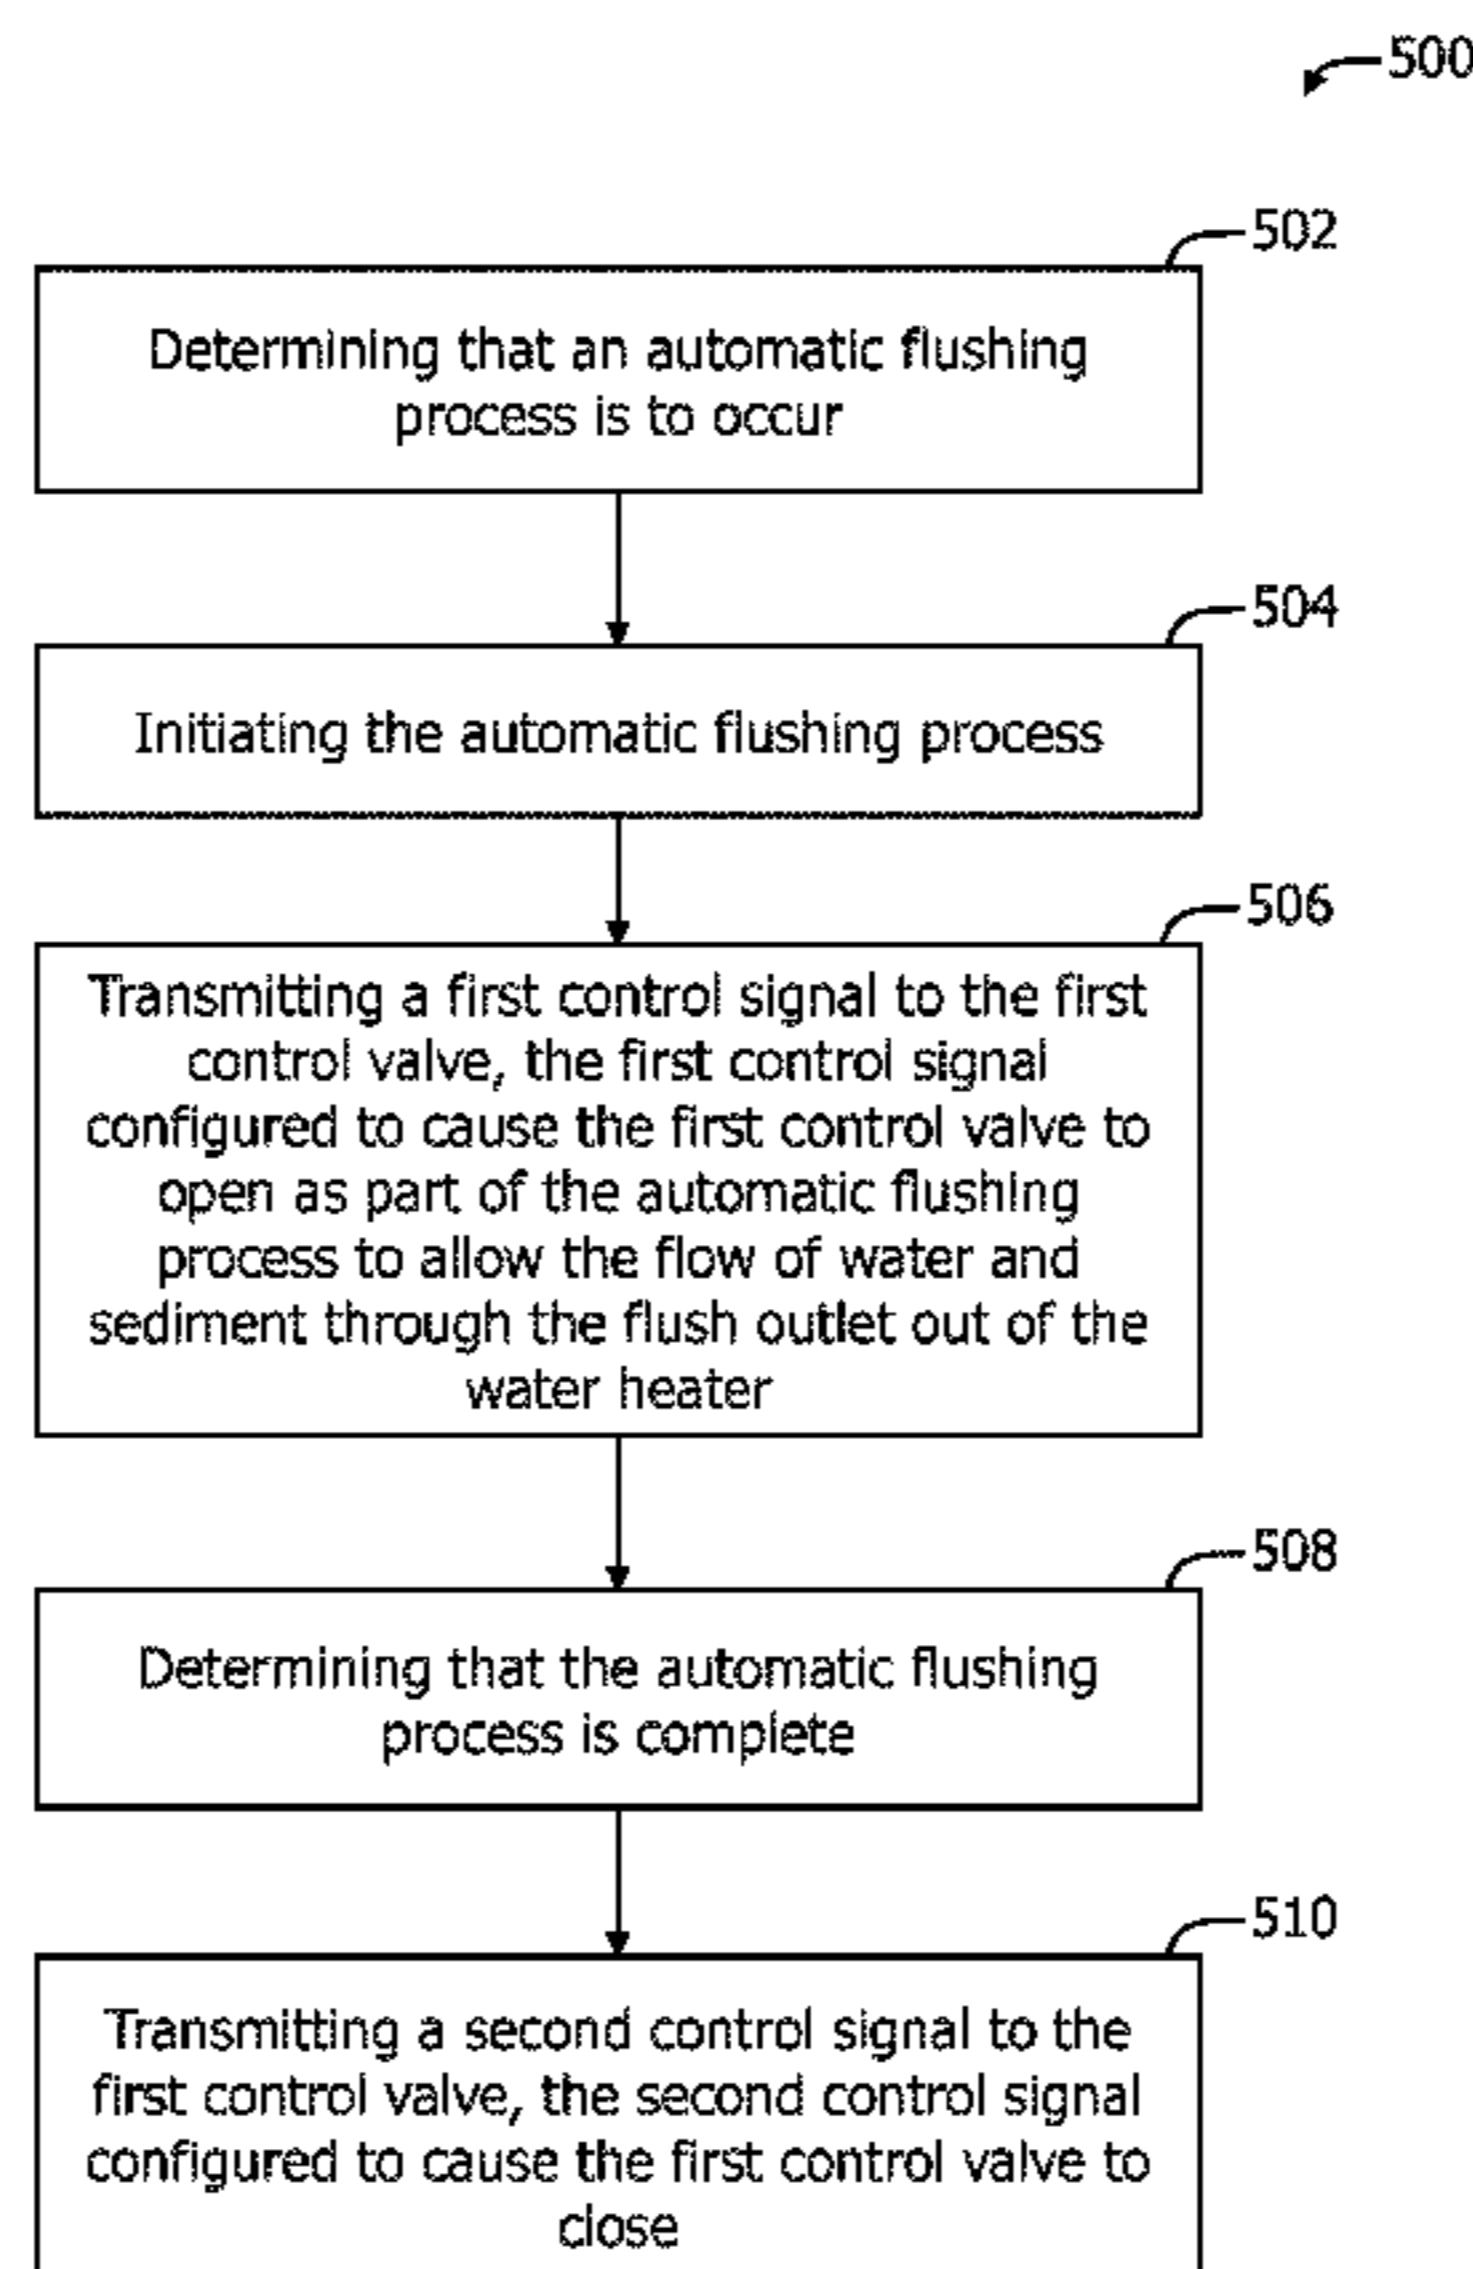 500
502
Determining that an automatic flushing
process is to occur
504
Initiating the automatic flushing process
506
Transmitting a first control signal to the first
control valve, the first control signal
configured to cause the first control valve to
open as part of the automatic flushing
process to allow the flow of water and
sediment through the flush outlet out of the
water heater
508
Determining that the automatic flushing
process is complete
510
Transmitting a second control signal to the
first control valve, the second control signal
configured to cause the first control valve to
close